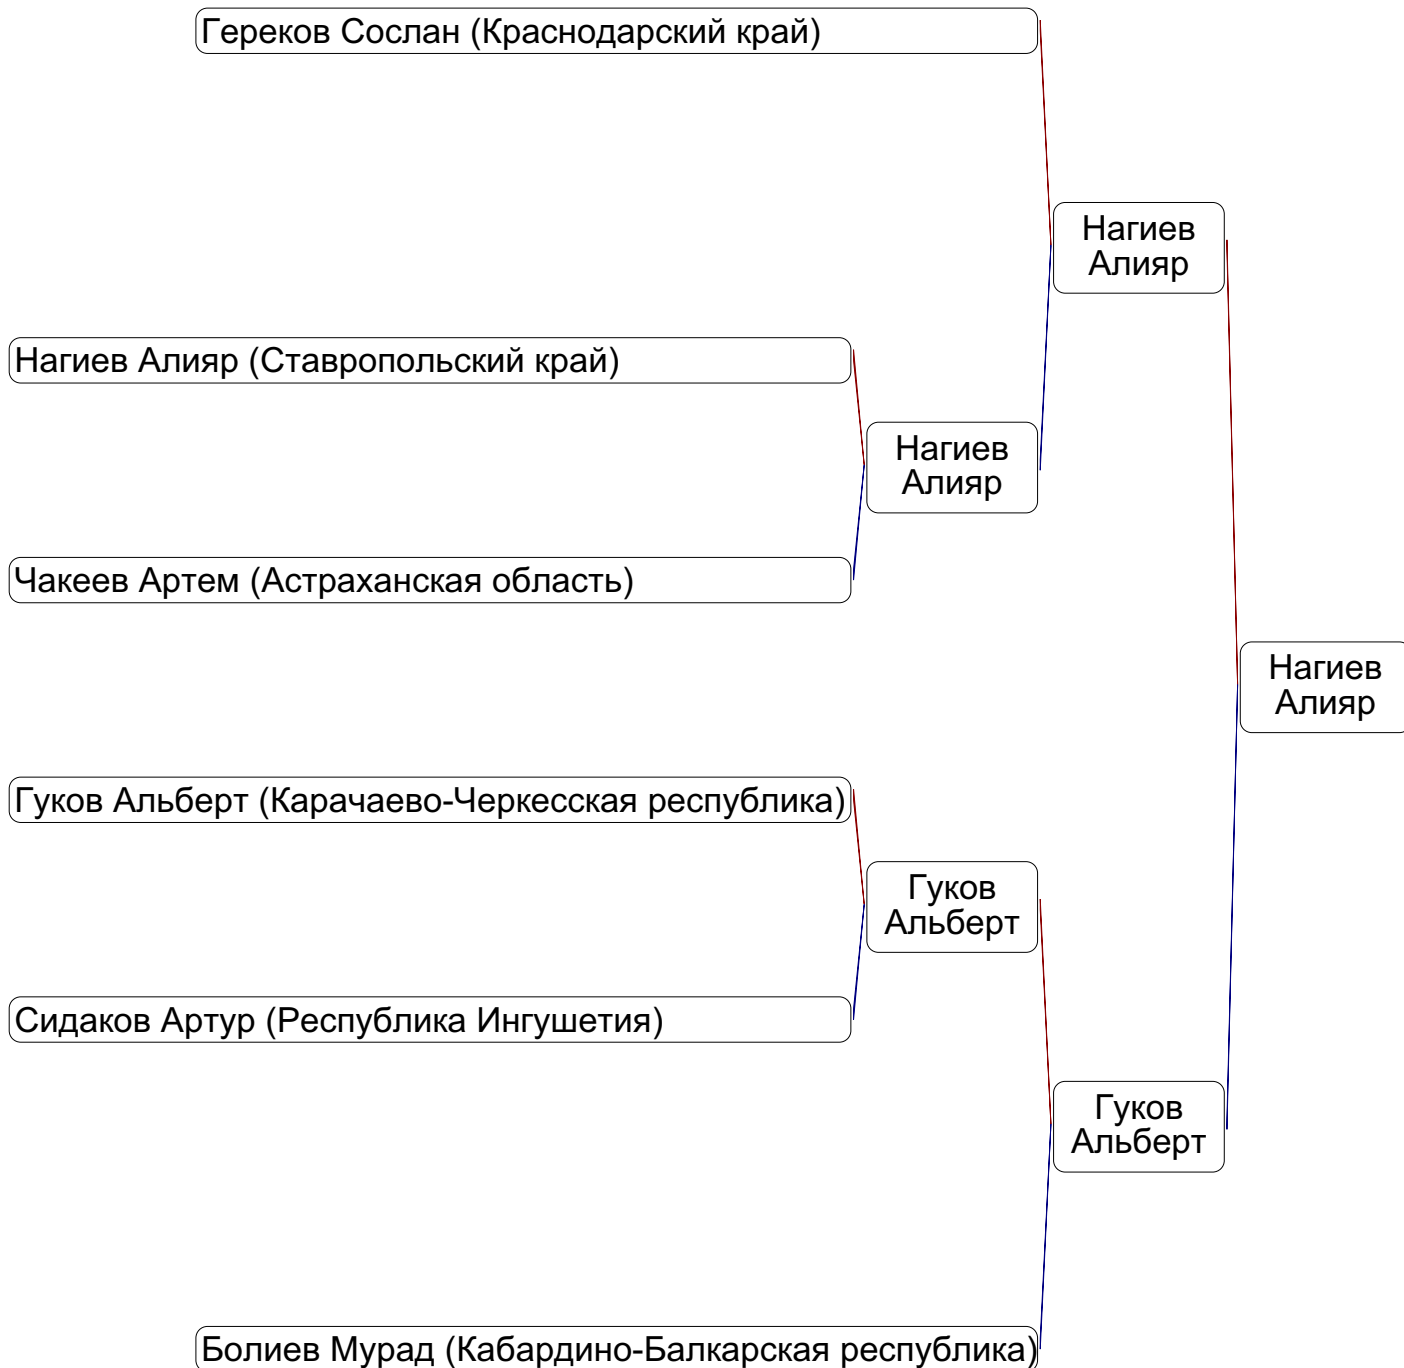 Гереков Сослан (Краснодарский край)
Нагиев
Алияр
Нагиев Алияр (Ставропольский край)
Нагиев
Алияр
Чакеев Артем (Астраханская область)
Нагиев
Алияр
Гуков Альберт (Карачаево-Черкесская республика)
Гуков
Альберт
Сидаков Артур (Республика Ингушетия)
Гуков
Альберт
Болиев Мурад (Кабардино-Балкарская республика)